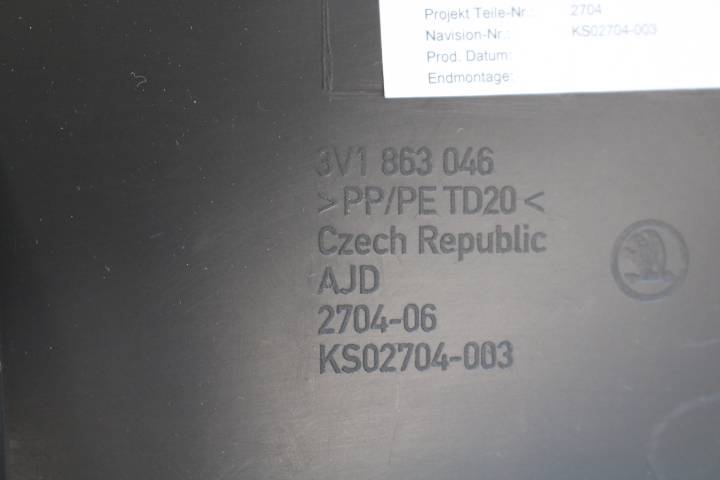 Projekt Teile-Nr.: 2704
Navision-Nr.: KS02704-003
Prod. Datum:
Endmontage:
3V1 863 046
>PP/PE TD20<
Czech Republic
AJD
2704-06
KS02704-003